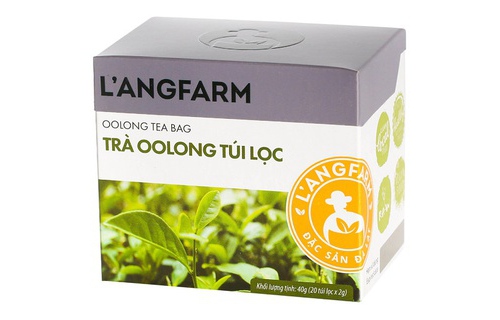 L'ANGFARM
OOLONG TEA BAG
TRÀ OOLONG TÚI LỌC
L'ANGFARM
ĐẶC SẢN
Khối lượng tịnh: 40g (20 túi lọc x 2g)